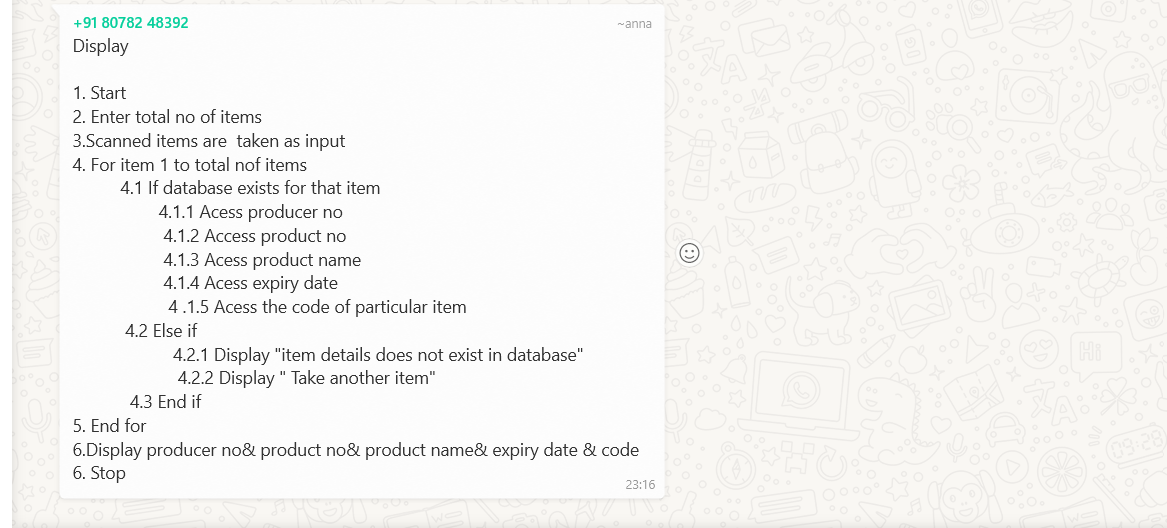 +91 80782 48392 ~anna
Display
1. Start
2. Enter total no of items
3.Scanned items are  taken as input
4. For item 1 to total nof items
4.1 If database exists for that item
4.1.1 Acess producer no
4.1.2 Access product no
4.1.3 Acess product name
4.1.4 Acess expiry date
4 .1.5 Acess the code of particular item
4.2 Else if
4.2.1 Display "item details does not exist in database"
4.2.2 Display " Take another item"
4.3 End if
5. End for
6.Display producer no& product no& product name& expiry date & code
6. Stop
23:16
Hi
09:28